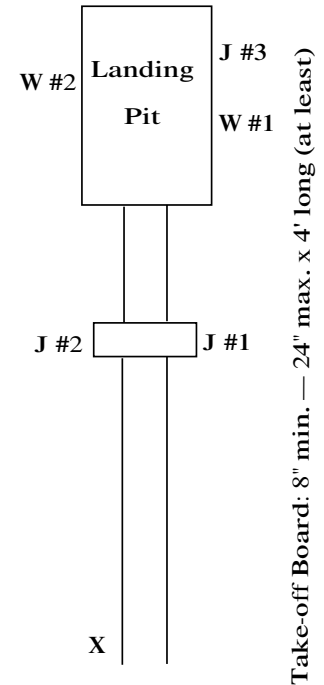 J #3
W #2
Landing
Pit
W #1
J #2
J #1
X
Take-off Board: 8" min. — 24" max. x 4' long (at least)